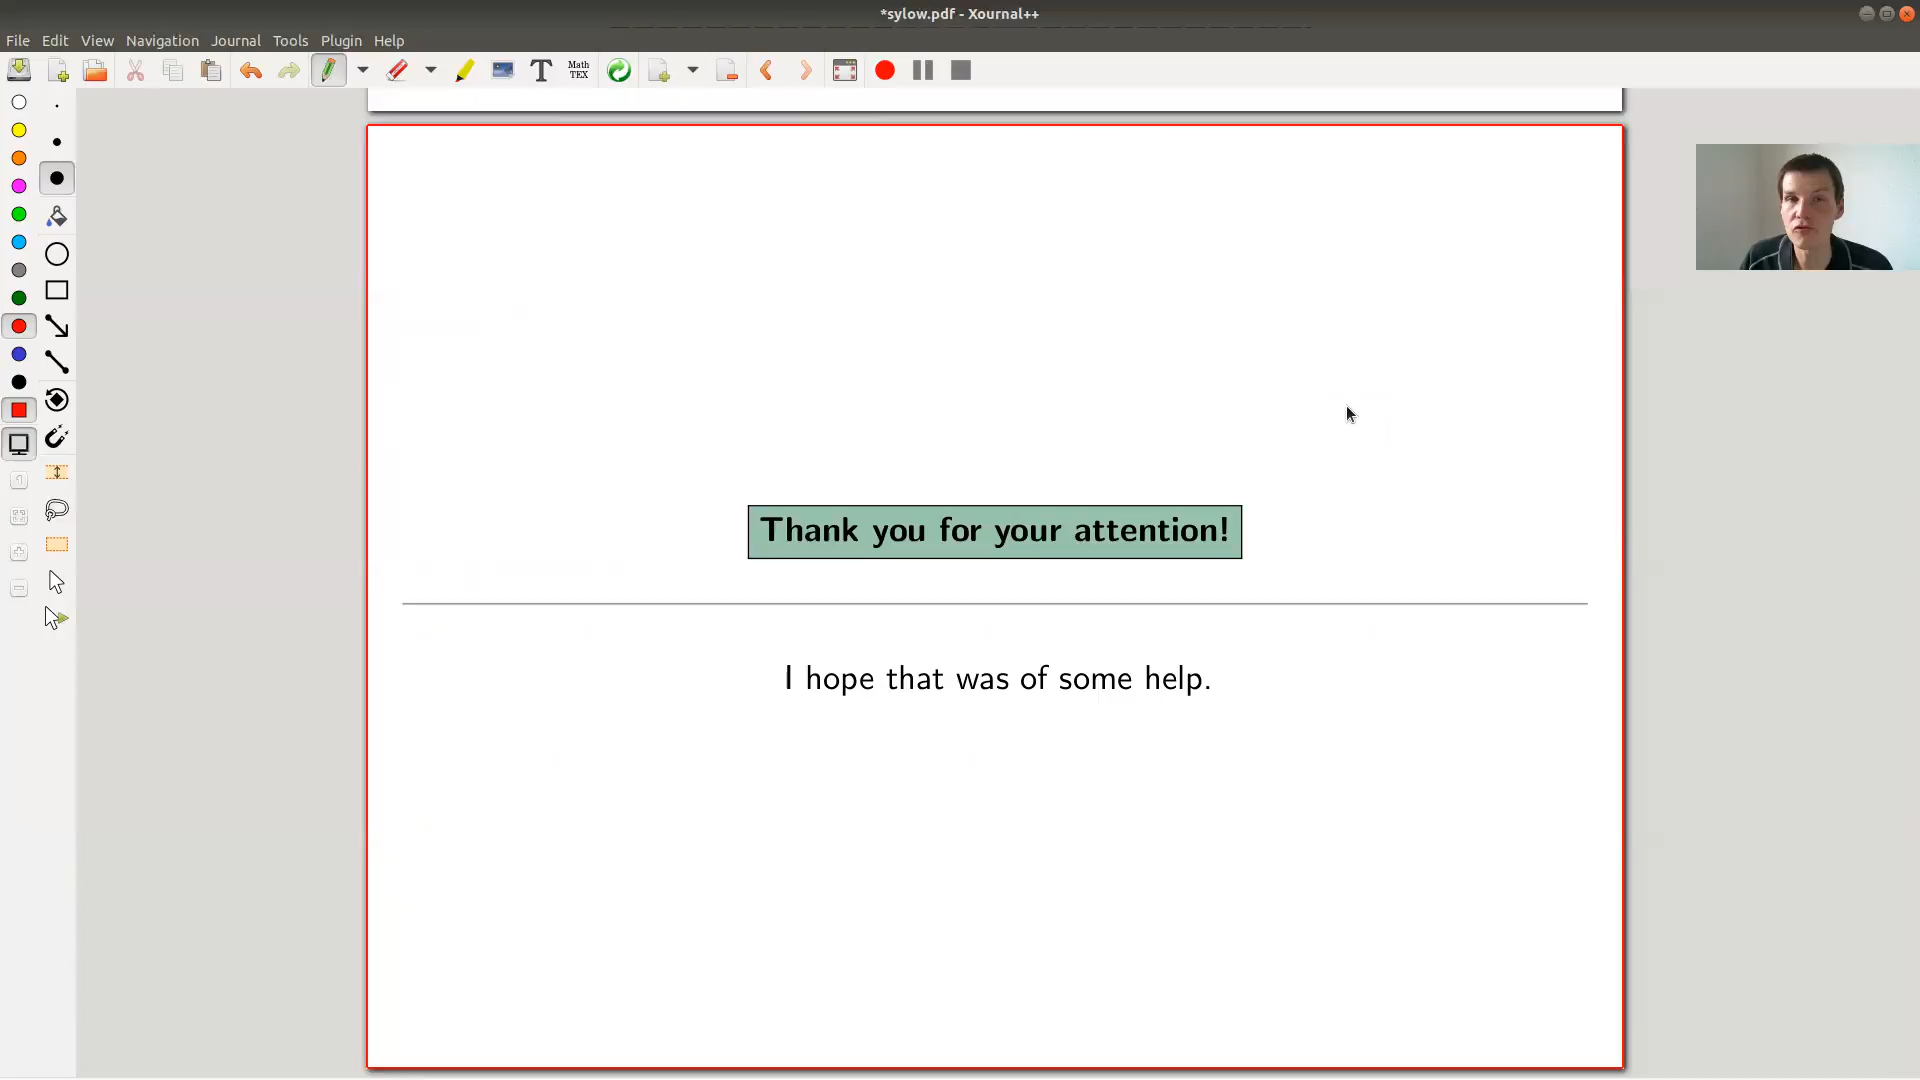 *sylow.pdf - Xournal++
File Edit View Navigation Journal Tools Plugin Help
T Math
TEX
Thank you for your attention!
I hope that was of some help.